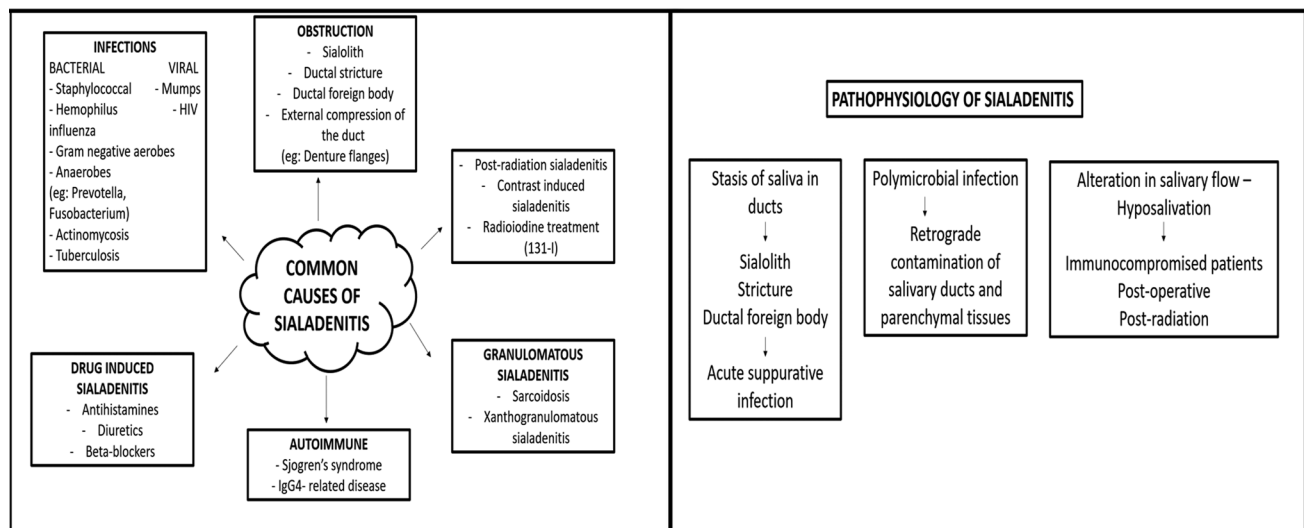 INFECTIONS
BACTERIAL VIRAL
- Staphylococcal - Mumps
- Hemophilus - HIV
influenza
- Gram negative aerobes
- Anaerobes
(eg: Prevotella,
Fusobacterium)
- Actinomycosis
- Tuberculosis
OBSTRUCTION
- Sialolith
- Ductal stricture
- Ductal foreign body
- External compression of
the duct
(eg: Denture flanges)
- Post-radiation sialadenitis
- Contrast induced
sialadenitis
- Radioiodine treatment
(131-I)
COMMON
CAUSES OF
SIALADENITIS
DRUG INDUCED
SIALADENITIS
- Antihistamines
- Diuretics
- Beta-blockers
AUTOIMMUNE
- Sjogren's syndrome
- IgG4- related disease
GRANULOMATOUS
SIALADENITIS
- Sarcoidosis
- Xanthogranulomatous
sialadenitis
PATHOPHYSIOLOGY OF SIALADENITIS
Stasis of saliva in
ducts
Sialolith
Stricture
Ductal foreign body
Acute suppurative
infection
Polymicrobial infection
Retrograde
contamination of
salivary ducts and
parenchymal tissues
Alteration in salivary flow –
Hyposalivation
Immunocompromised patients
Post-operative
Post-radiation